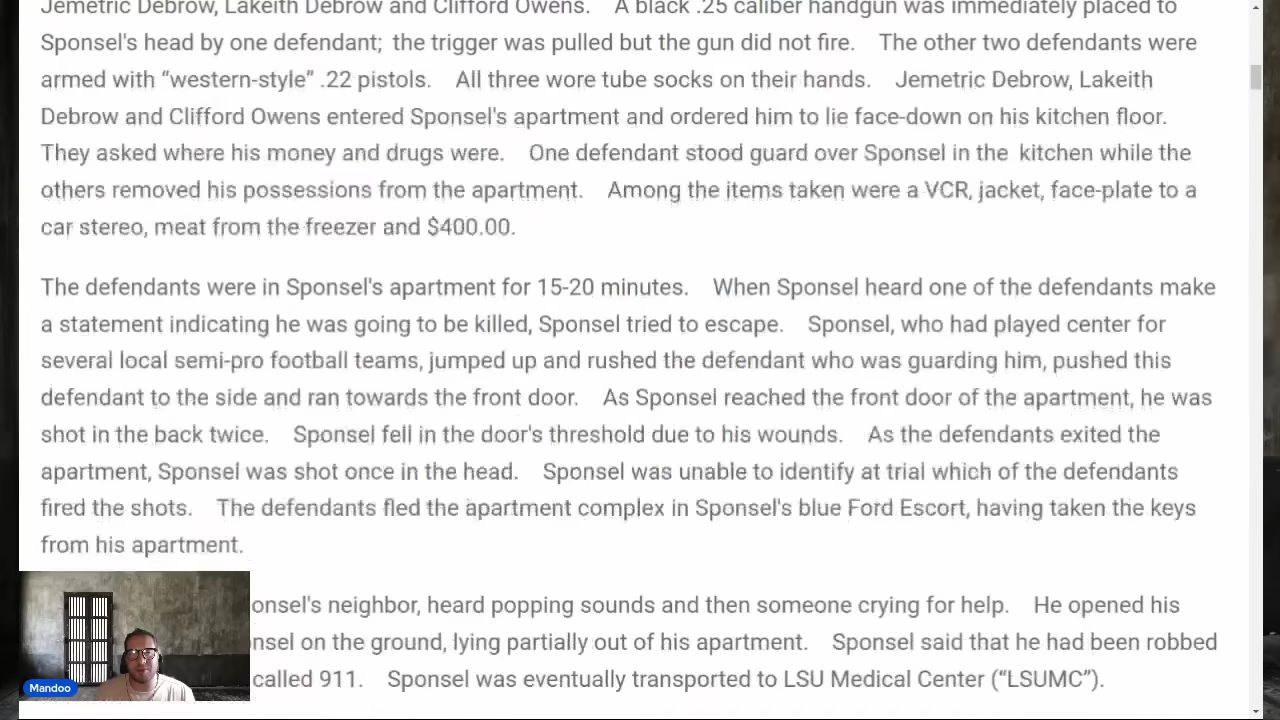 Jemetric Debrow, Lakeith Debrow and Clifford Owens. A black .25 caliber handgun was immediately placed to
Sponsel's head by one defendant; the trigger was pulled but the gun did not fire. The other two defendants were
armed with “western-style” .22 pistols. All three wore tube socks on their hands. Jemetric Debrow, Lakeith
Debrow and Clifford Owens entered Sponsel's apartment and ordered him to lie face-down on his kitchen floor.
They asked where his money and drugs were. One defendant stood guard over Sponsel in the kitchen while the
others removed his possessions from the apartment. Among the items taken were a VCR, jacket, face-plate to a
car stereo, meat from the freezer and $400.00.
The defendants were in Sponsel's apartment for 15-20 minutes. When Sponsel heard one of the defendants make
a statement indicating he was going to be killed, Sponsel tried to escape. Sponsel, who had played center for
several local semi-pro football teams, jumped up and rushed the defendant who was guarding him, pushed this
defendant to the side and ran towards the front door. As Sponsel reached the front door of the apartment, he was
shot in the back twice. Sponsel fell in the door's threshold due to his wounds. As the defendants exited the
apartment, Sponsel was shot once in the head. Sponsel was unable to identify at trial which of the defendants
fired the shots. The defendants fled the apartment complex in Sponsel's blue Ford Escort, having taken the keys
from his apartment.
onsel's neighbor, heard popping sounds and then someone crying for help. He opened his
nsel on the ground, lying partially out of his apartment. Sponsel said that he had been robbed
called 911. Sponsel was eventually transported to LSU Medical Center (“LSUMC”).
Mandoo